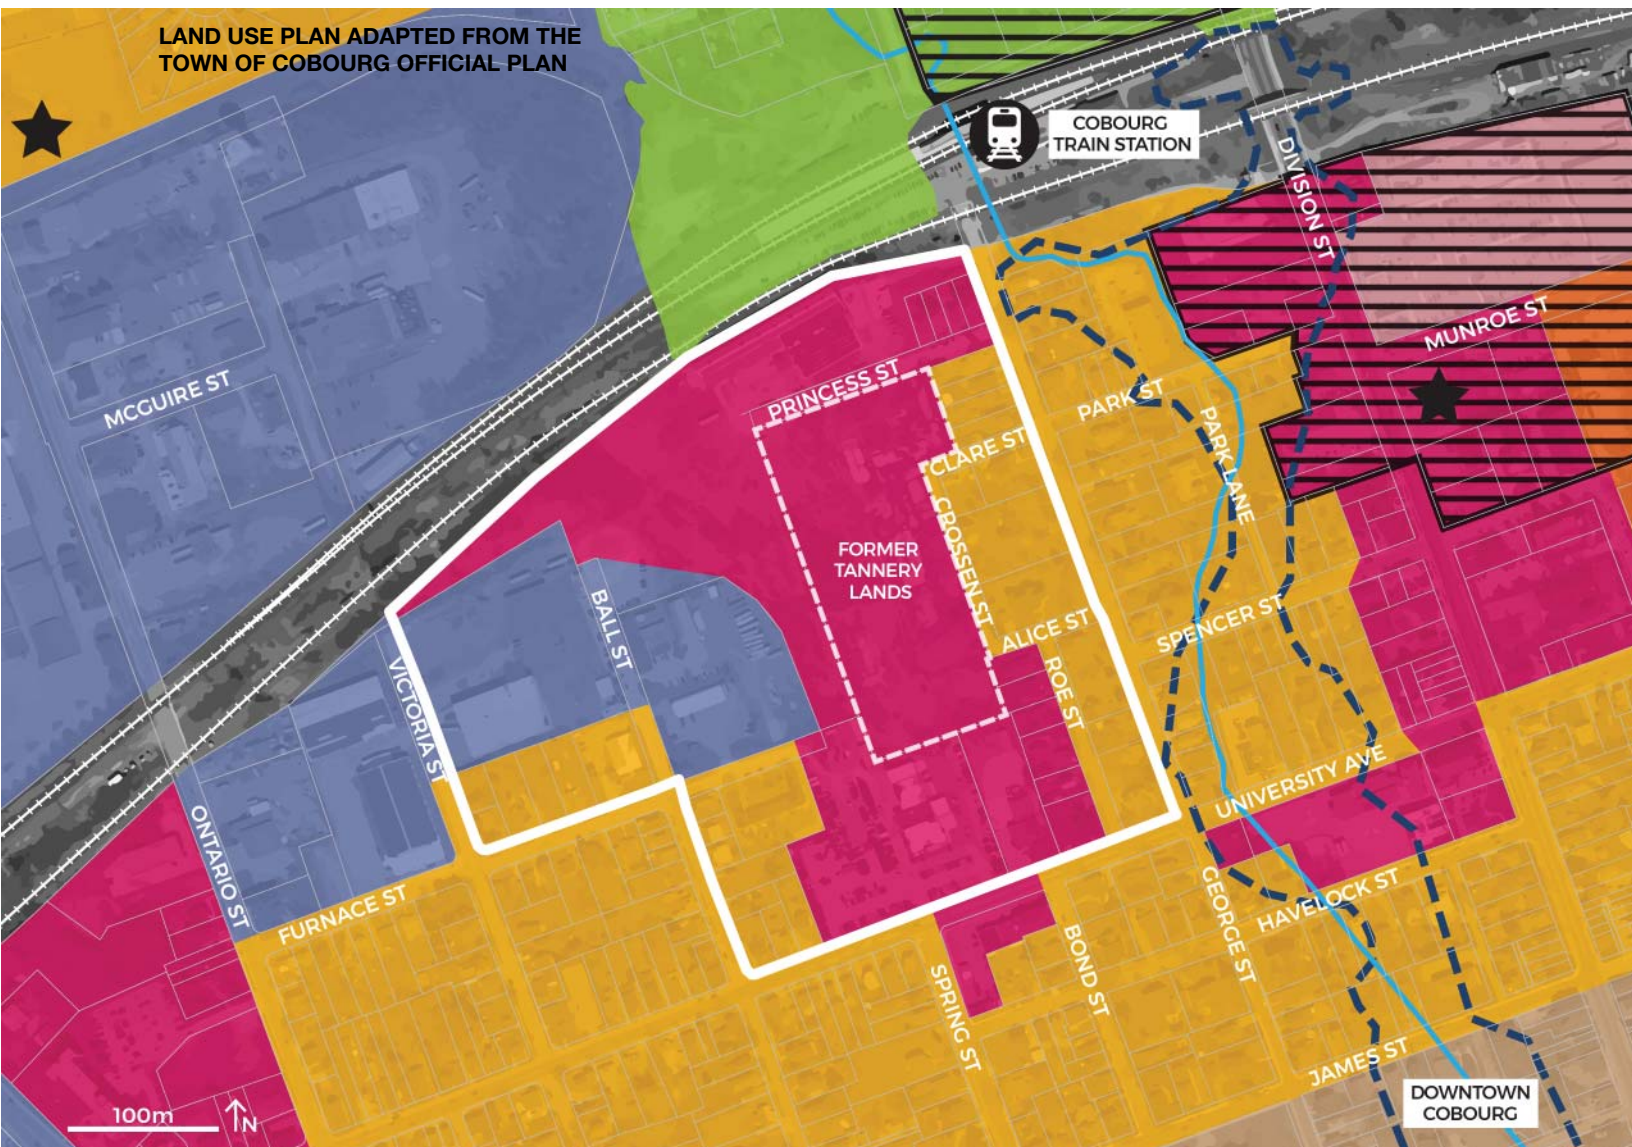 LAND USE PLAN ADAPTED FROM THE
TOWN OF COBOURG OFFICIAL PLAN
COBOURG
TRAIN STATION
DIVISION ST
MUNROE ST
MCGUIRE ST
PRINCESS ST
PARK ST
PARK LANE
CLARE ST
CROSSEN ST
FORMER
TANNERY
LANDS
BALL ST
ALICE ST
SPENCER ST
ROE ST
VICTORIA ST
UNIVERSITY AVE
ONTARIO ST
FURNACE ST
GEORGE ST
HAVELOCK ST
BOND ST
SPRING ST
JAMES ST
DOWNTOWN
COBOURG
100m
N